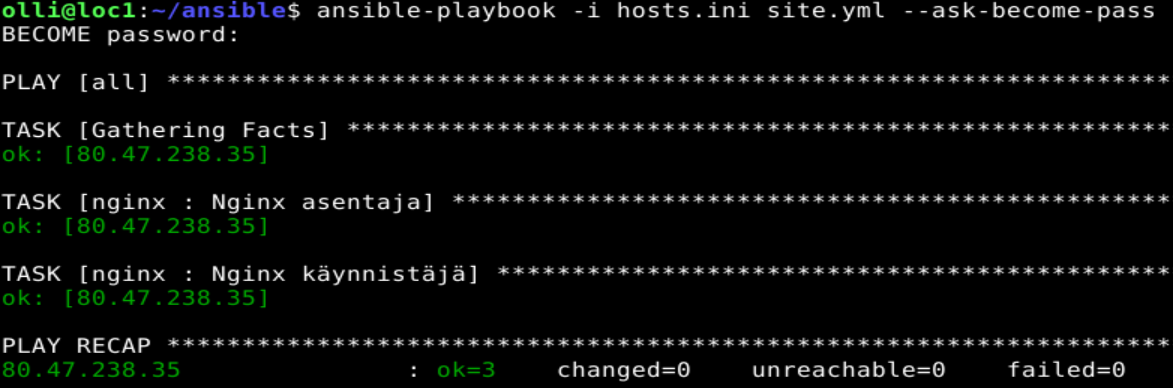 olli@loc1:~/ansible$ ansible-playbook -i hosts.ini site.yml --ask-become-pass
BECOME password:
PLAY [all] *******************************************************************
TASK [Gathering Facts] *******************************************************
ok: [80.47.238.35]
TASK [nginx : Nginx asentaja] ************************************************
ok: [80.47.238.35]
TASK [nginx : Nginx käynnistäjä] *********************************************
ok: [80.47.238.35]
PLAY RECAP *******************************************************************
80.47.238.35 : ok=3 changed=0 unreachable=0 failed=0